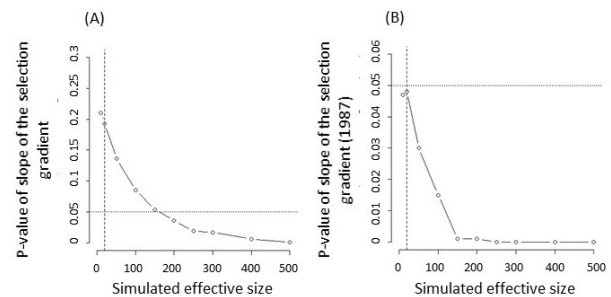 (A)
P-value of slope of the selection
gradient
0 0.05 0.1 0.15 0.2 0.25 0.3
0 100 200 300 400 500
Simulated effective size
(B)
P-value of slope of the selection
gradient (1987)
0 0.01 0.02 0.03 0.04 0.05 0.06
0 100 200 300 400 500
Simulated effective size